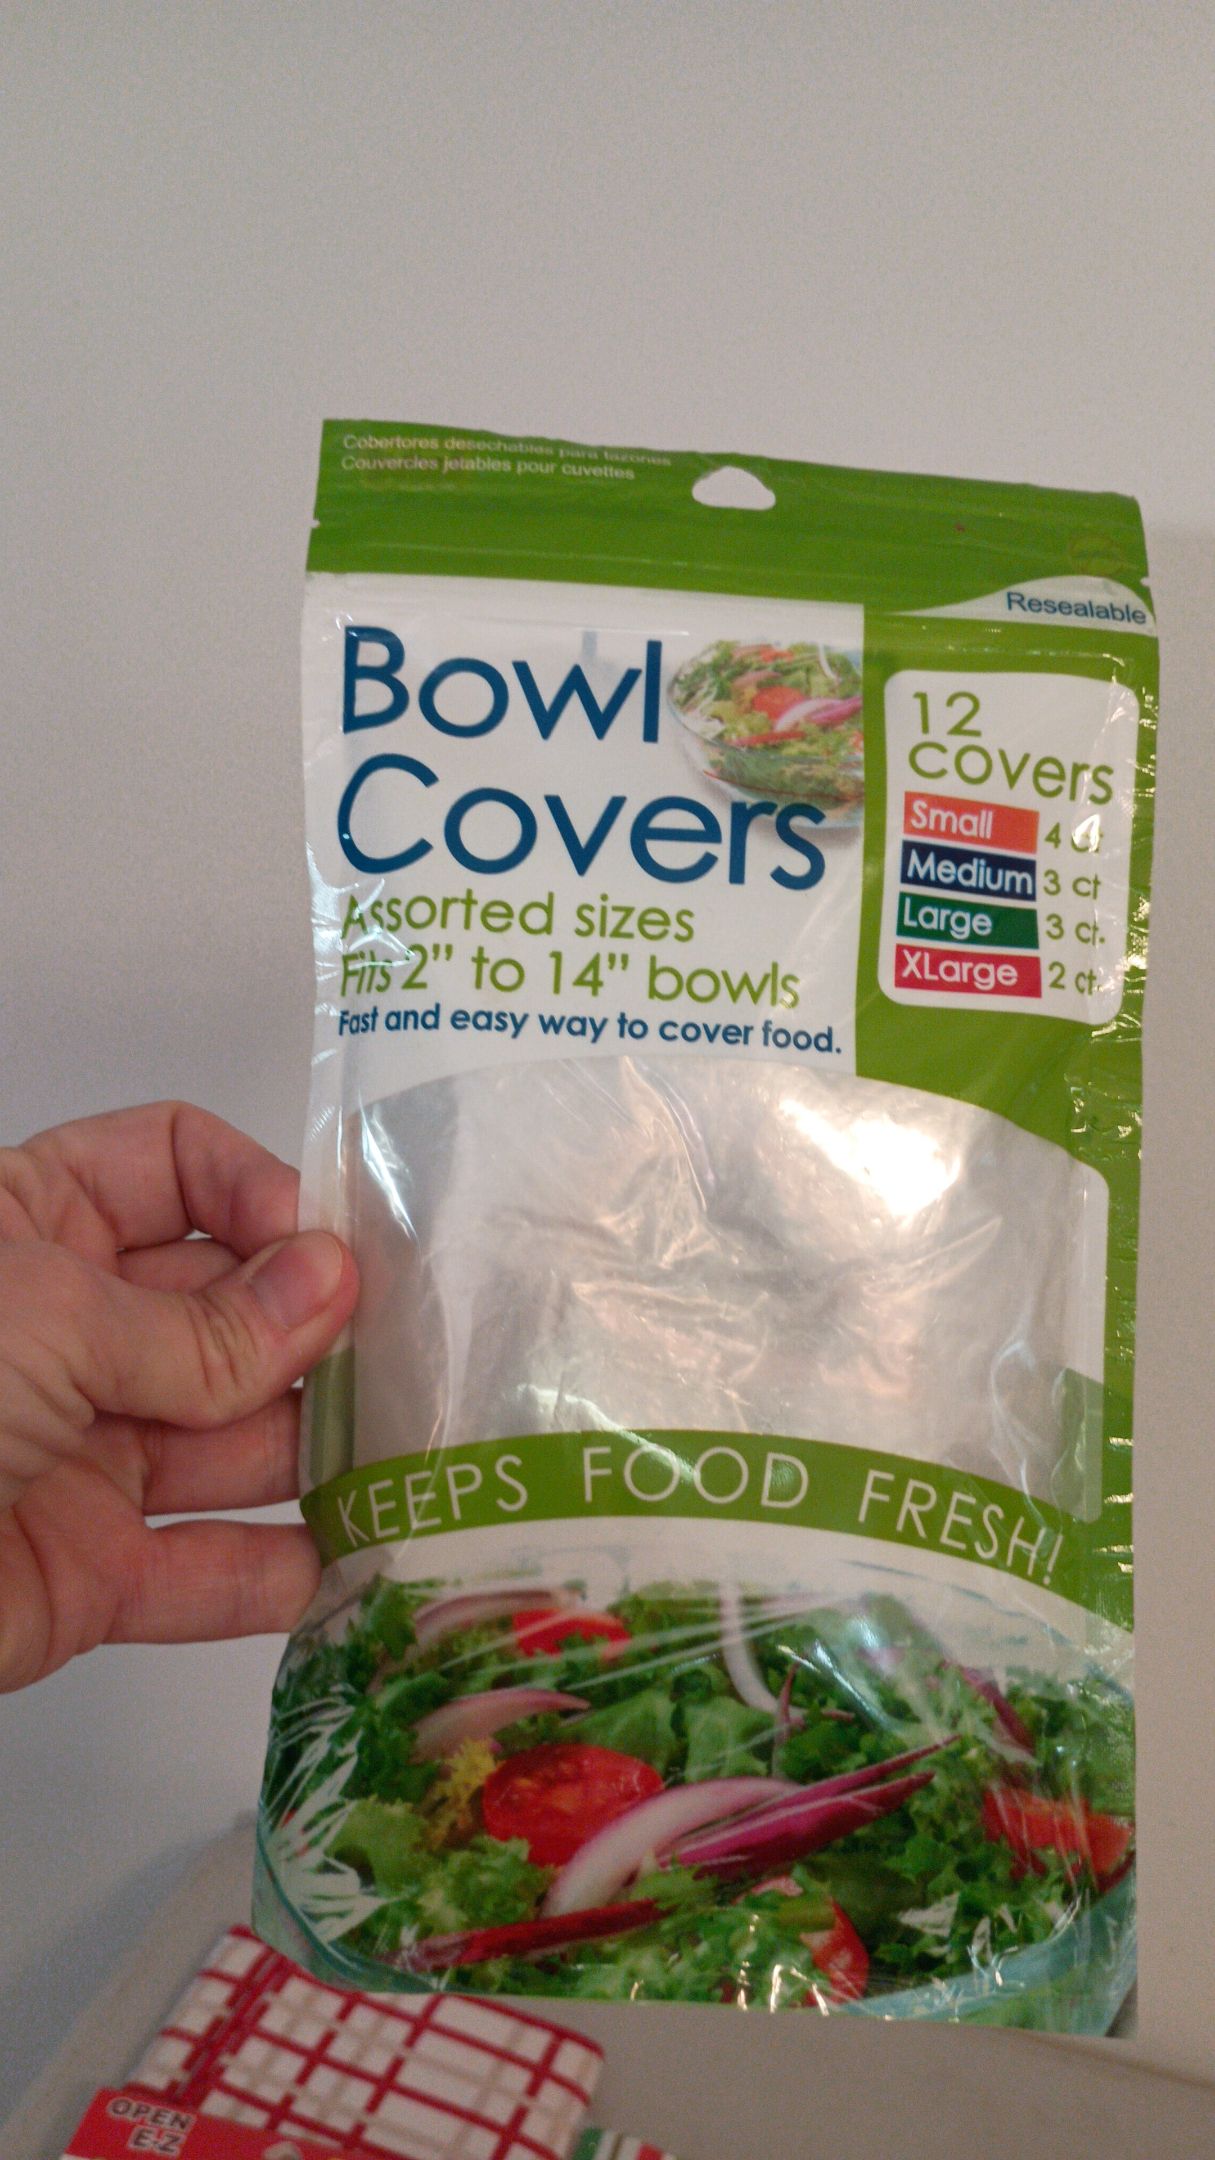 Cobertores desechables para tazones
Couvercles jetables pour cuvettes
Resealable
Bowl
Covers
Assorted sizes
Fits 2” to 14” bowls
Fast and easy way to cover food.
12
covers
Small 4 ct
Medium 3 ct
Large 3 ct.
XLarge 2 ct.
KEEPS FOOD FRESH!
OPEN
E-Z